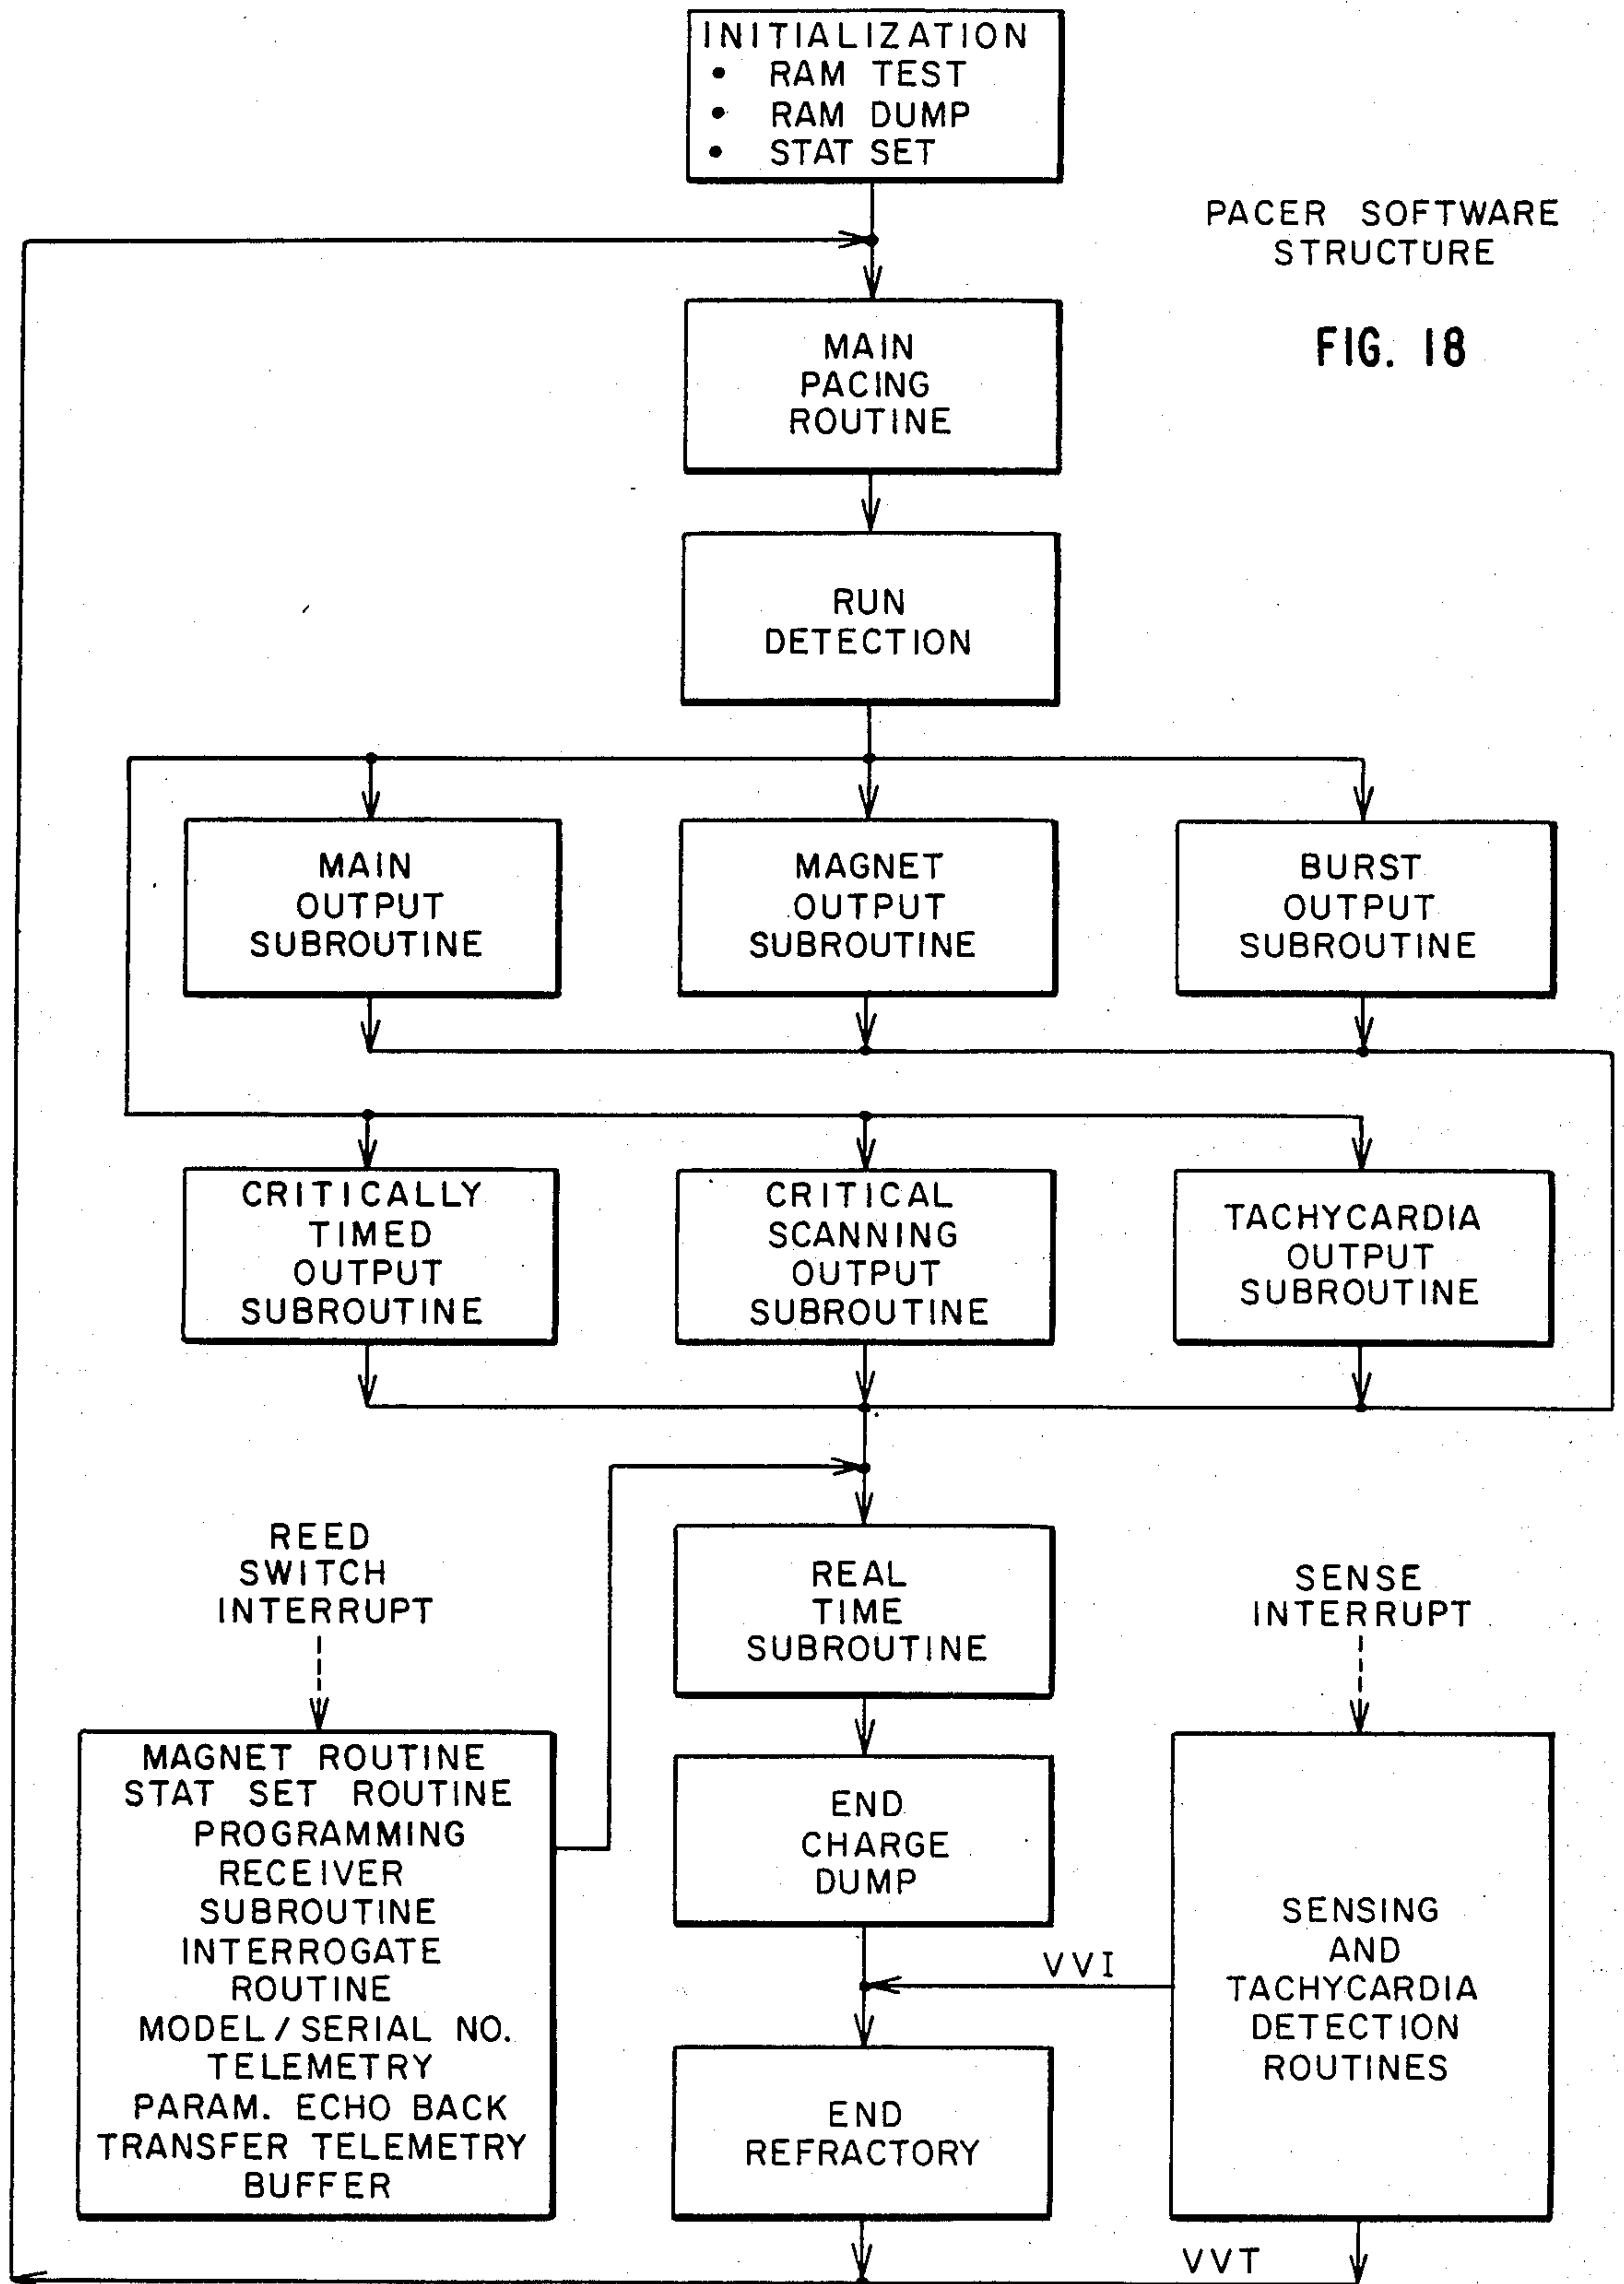 INITIALIZATION
• RAM TEST
• RAM DUMP
• STAT SET
PACER SOFTWARE
STRUCTURE
FIG. 18
MAIN
PACING
ROUTINE
RUN
DETECTION
MAIN
OUTPUT
SUBROUTINE
MAGNET
OUTPUT
SUBROUTINE
BURST
OUTPUT
SUBROUTINE
CRITICALLY
TIMED
OUTPUT
SUBROUTINE
CRITICAL
SCANNING
OUTPUT
SUBROUTINE
TACHYCARDIA
OUTPUT
SUBROUTINE
REED
SWITCH
INTERRUPT
REAL
TIME
SUBROUTINE
SENSE
INTERRUPT
MAGNET ROUTINE
STAT SET ROUTINE
PROGRAMMING
RECEIVER
SUBROUTINE
INTERROGATE
ROUTINE
MODEL/SERIAL NO.
TELEMETRY
PARAM. ECHO BACK
TRANSFER TELEMETRY
BUFFER
END
CHARGE
DUMP
VVI
SENSING
AND
TACHYCARDIA
DETECTION
ROUTINES
END
REFRACTORY
VVT